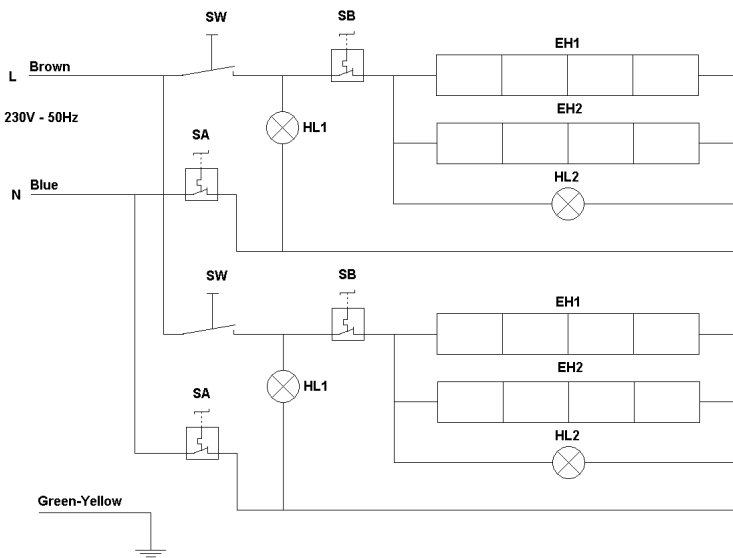 SW
SB
EH1
L
Brown
230V - 50Hz
EH2
HL1
SA
HL2
N
Blue
SW
SB
EH1
EH2
HL1
SA
HL2
Green-Yellow